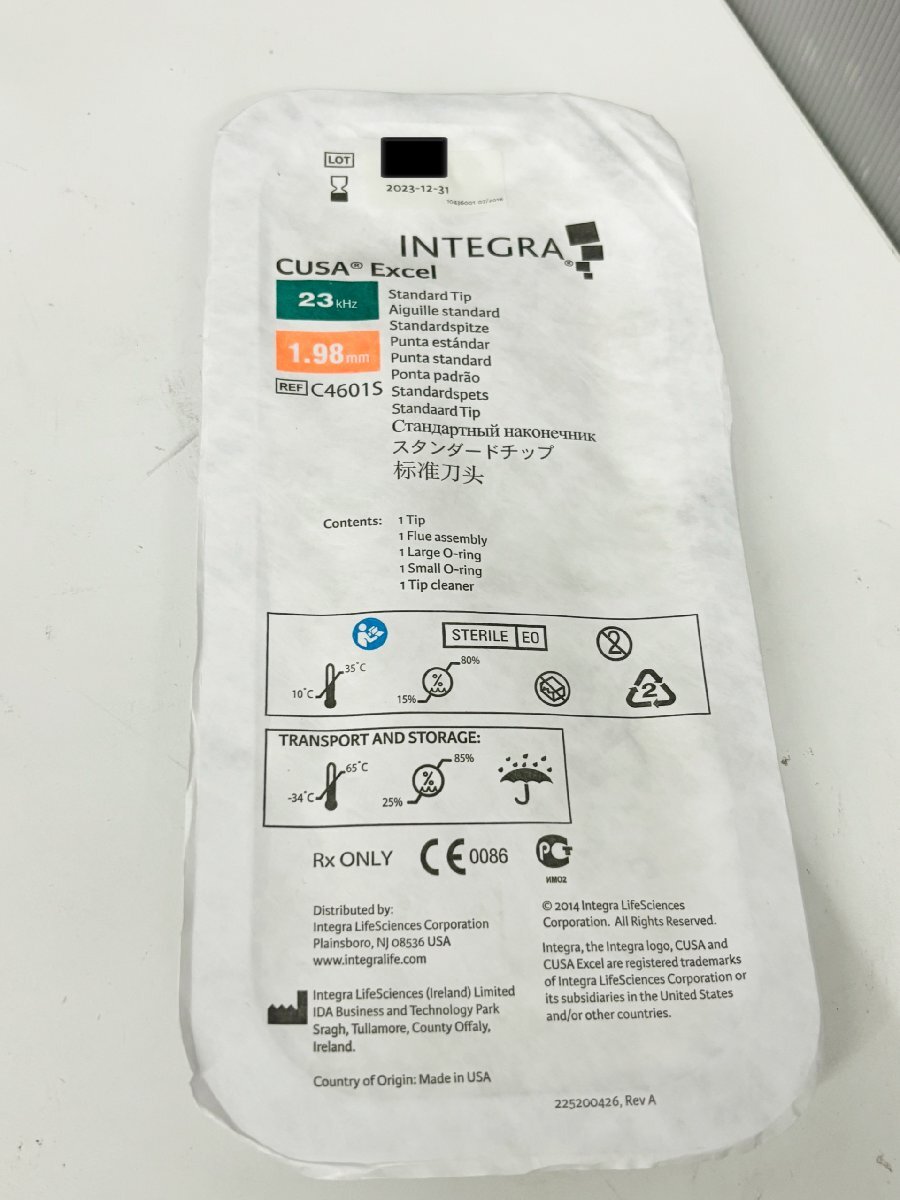 LOT
2023-12-31
INTEGRA®
CUSA® Excel
23 kHz
1.98mm
REF C4601S
Standard Tip
Aiguille standard
Standardspitze
Punta estándar
Punta standard
Ponta padrão
Standardspets
Standaard Tip
Стандартный наконечник
スタンダードチップ
标准刀头
Contents:
1 Tip
1 Flue assembly
1 Large O-ring
1 Small O-ring
1 Tip cleaner
STERILE EO
2
10°C
35°C
15%
%
80%
2
TRANSPORT AND STORAGE:
-34°C
65°C
25%
%
85%
Rx ONLY
CE 0086
РСТ
ИМ02
Distributed by:
Integra LifeSciences Corporation
Plainsboro, NJ 08536 USA
www.integralife.com
Integra LifeSciences (Ireland) Limited
IDA Business and Technology Park
Sragh, Tullamore, County Offaly,
Ireland.
Country of Origin: Made in USA
© 2014 Integra LifeSciences
Corporation. All Rights Reserved.
Integra, the Integra logo, CUSA and
CUSA Excel are registered trademarks
of Integra LifeSciences Corporation or
its subsidiaries in the United States
and/or other countries.
225200426, Rev A